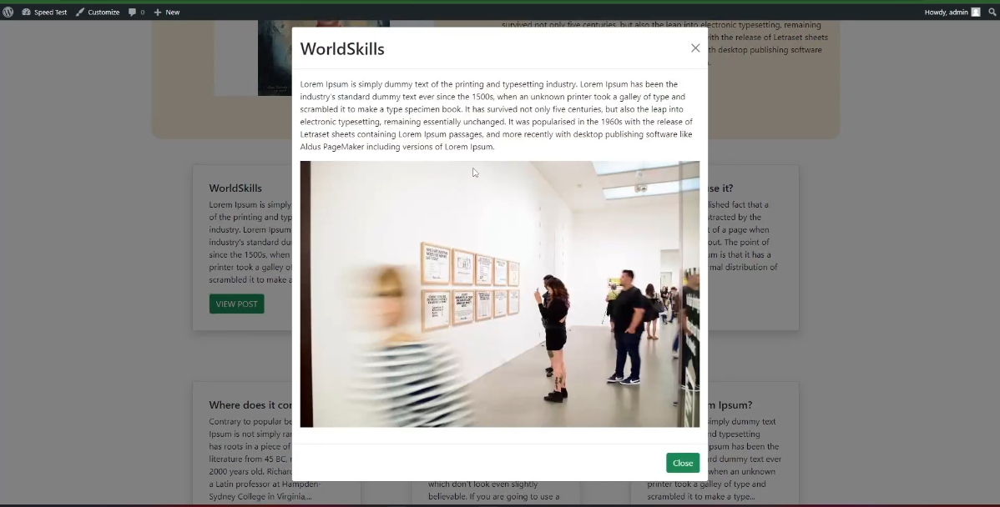 Speed Test Customize 0 New Howdy, admin
survived not only five centuries, but also the leap into electronic typesetting, remaining
with the release of Letraset sheets
th desktop publishing software
WorldSkills
Lorem Ipsum is simply dummy text of the printing and typesetting industry. Lorem Ipsum has been the
industry's standard dummy text ever since the 1500s, when an unknown printer took a galley of type and
scrambled it to make a type specimen book. It has survived not only five centuries, but also the leap into
electronic typesetting, remaining essentially unchanged. It was popularised in the 1960s with the release of
Letraset sheets containing Lorem Ipsum passages, and more recently with desktop publishing software like
Aldus PageMaker including versions of Lorem Ipsum.
WorldSkills
Lorem Ipsum is simply
of the printing and typ
industry. Lorem Ipsum
industry's standard du
since the 1500s, when
printer took a galley of
scrambled it to make a
VIEW POST
use it?
lished fact that a
stracted by the
t of a page when
out. The point of
um is that it has a
rmal distribution of
Close
Where does it con
Contrary to popular be
Ipsum is not simply ra
has roots in a piece of
literature from 45 BC,
2000 years old. Richar
a Latin professor at Hampden-
Sydney College in Virginia,...
which don't look even slightly
believable. If you are going to use a
m Ipsum?
simply dummy text
nd typesetting
psum has been the
rd dummy text ever
when an unknown
printer took a galley of type and
scrambled it to make a type...